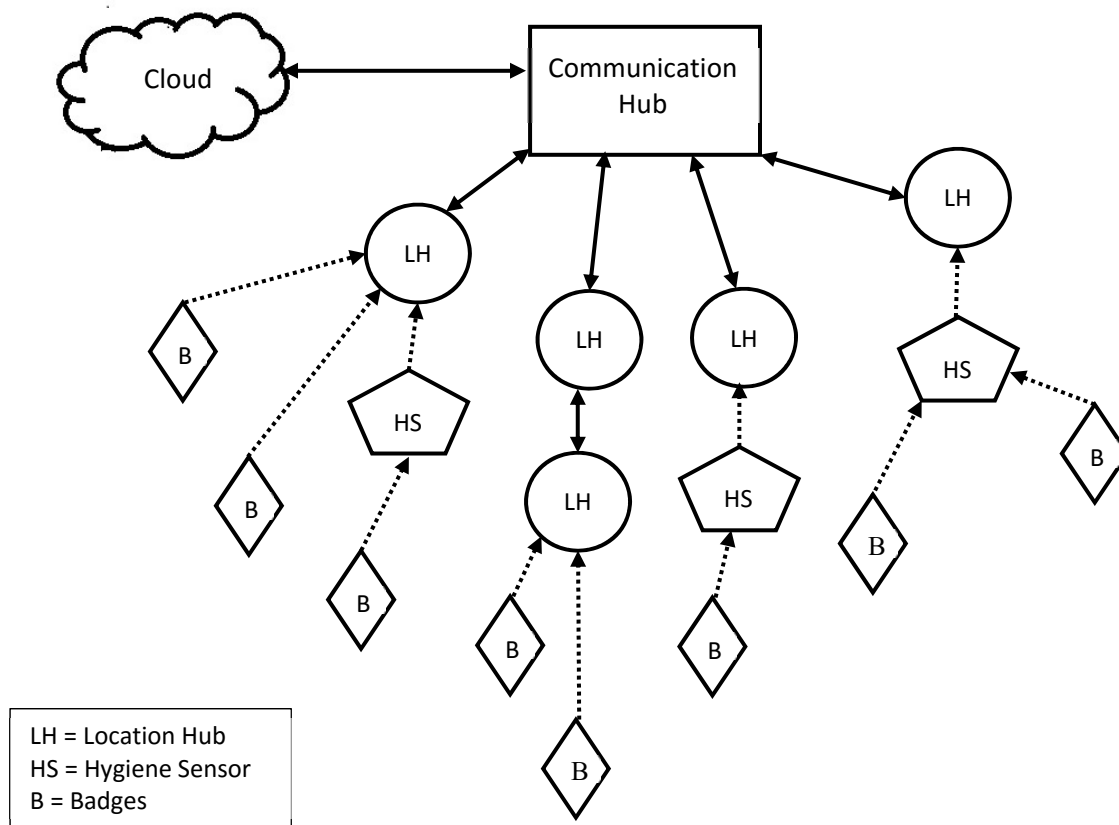 Cloud
Communication
Hub
LH
LH
LH
LH
HS
B
HS
B
B
LH
HS
B
B
B
B
B
B
LH = Location Hub
HS = Hygiene Sensor
B = Badges